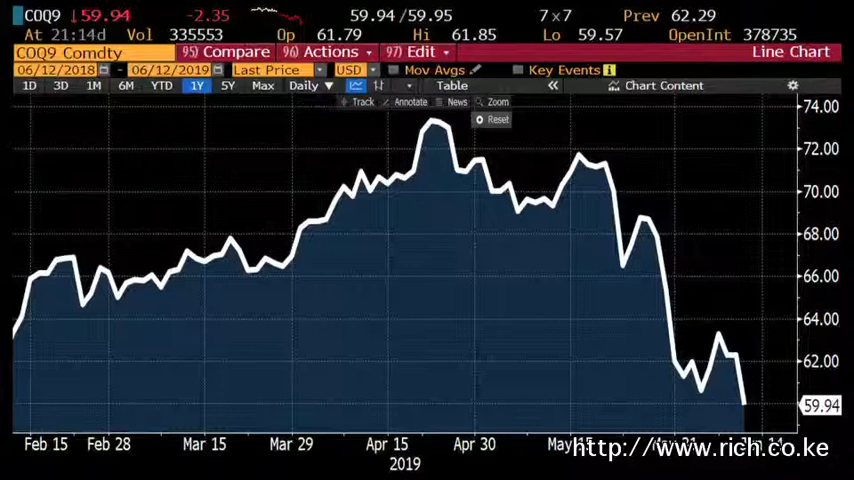 COQ9 ↓59.94 -2.35 59.94/59.95 7x7 Prev 62.29
At 21:14d Vol 335553 Op 61.79 Hi 61.85 Lo 59.57 OpenInt 378735
COQ9 Comdty 95) Compare 96) Actions 97) Edit Line Chart
06/12/2018 - 06/12/2019 Last Price USD Mov Avgs Key Events
1D 3D 1M 6M YTD 1Y 5Y Max Daily ▼ Table « Chart Content
Track Annotate News Zoom
Reset
74.00
72.00
70.00
68.00
66.00
64.00
62.00
59.94
Feb 15 Feb 28 Mar 15 Mar 29 Apr 15 Apr 30 May 15
http://www.rich.co.ke
2019